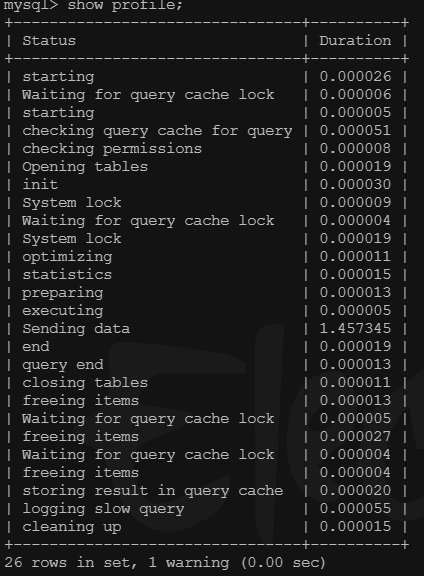 mysql> show profile;
+--------------------------------+----------+
| Status                         | Duration |
+--------------------------------+----------+
| starting                       | 0.000026 |
| Waiting for query cache lock   | 0.000006 |
| starting                       | 0.000005 |
| checking query cache for query | 0.000051 |
| checking permissions           | 0.000008 |
| Opening tables                 | 0.000019 |
| init                           | 0.000030 |
| System lock                    | 0.000009 |
| Waiting for query cache lock   | 0.000004 |
| System lock                    | 0.000019 |
| optimizing                     | 0.000011 |
| statistics                     | 0.000015 |
| preparing                      | 0.000013 |
| executing                      | 0.000005 |
| Sending data                   | 1.457345 |
| end                            | 0.000019 |
| query end                      | 0.000013 |
| closing tables                 | 0.000011 |
| freeing items                  | 0.000013 |
| Waiting for query cache lock   | 0.000005 |
| freeing items                  | 0.000027 |
| Waiting for query cache lock   | 0.000004 |
| freeing items                  | 0.000004 |
| storing result in query cache  | 0.000020 |
| logging slow query             | 0.000055 |
| cleaning up                    | 0.000015 |
+--------------------------------+----------+
26 rows in set, 1 warning (0.00 sec)